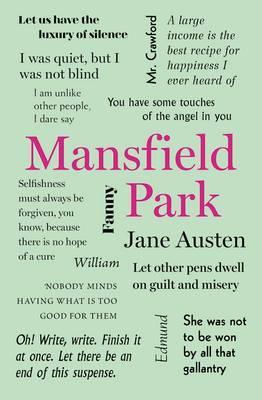 Let us have the
luxury of silence
I was quiet, but I
was not blind
I am unlike
other people,
I dare say
Mr. Crawford
A large
income is the
best recipe for
happiness I
ever heard of
You have some touches
of the angel in you
Mansfield
Park
Jane Austen
Selfishness
must always be
forgiven, you
know, because
there is no hope
of a cure
Fanny
William
Let other pens dwell
on guilt and misery
NOBODY MINDS
HAVING WHAT IS TOO
GOOD FOR THEM
Oh! Write, write. Finish it
at once. Let there be an
end of this suspense.
Edmund
She was not
to be won
by all that
gallantry